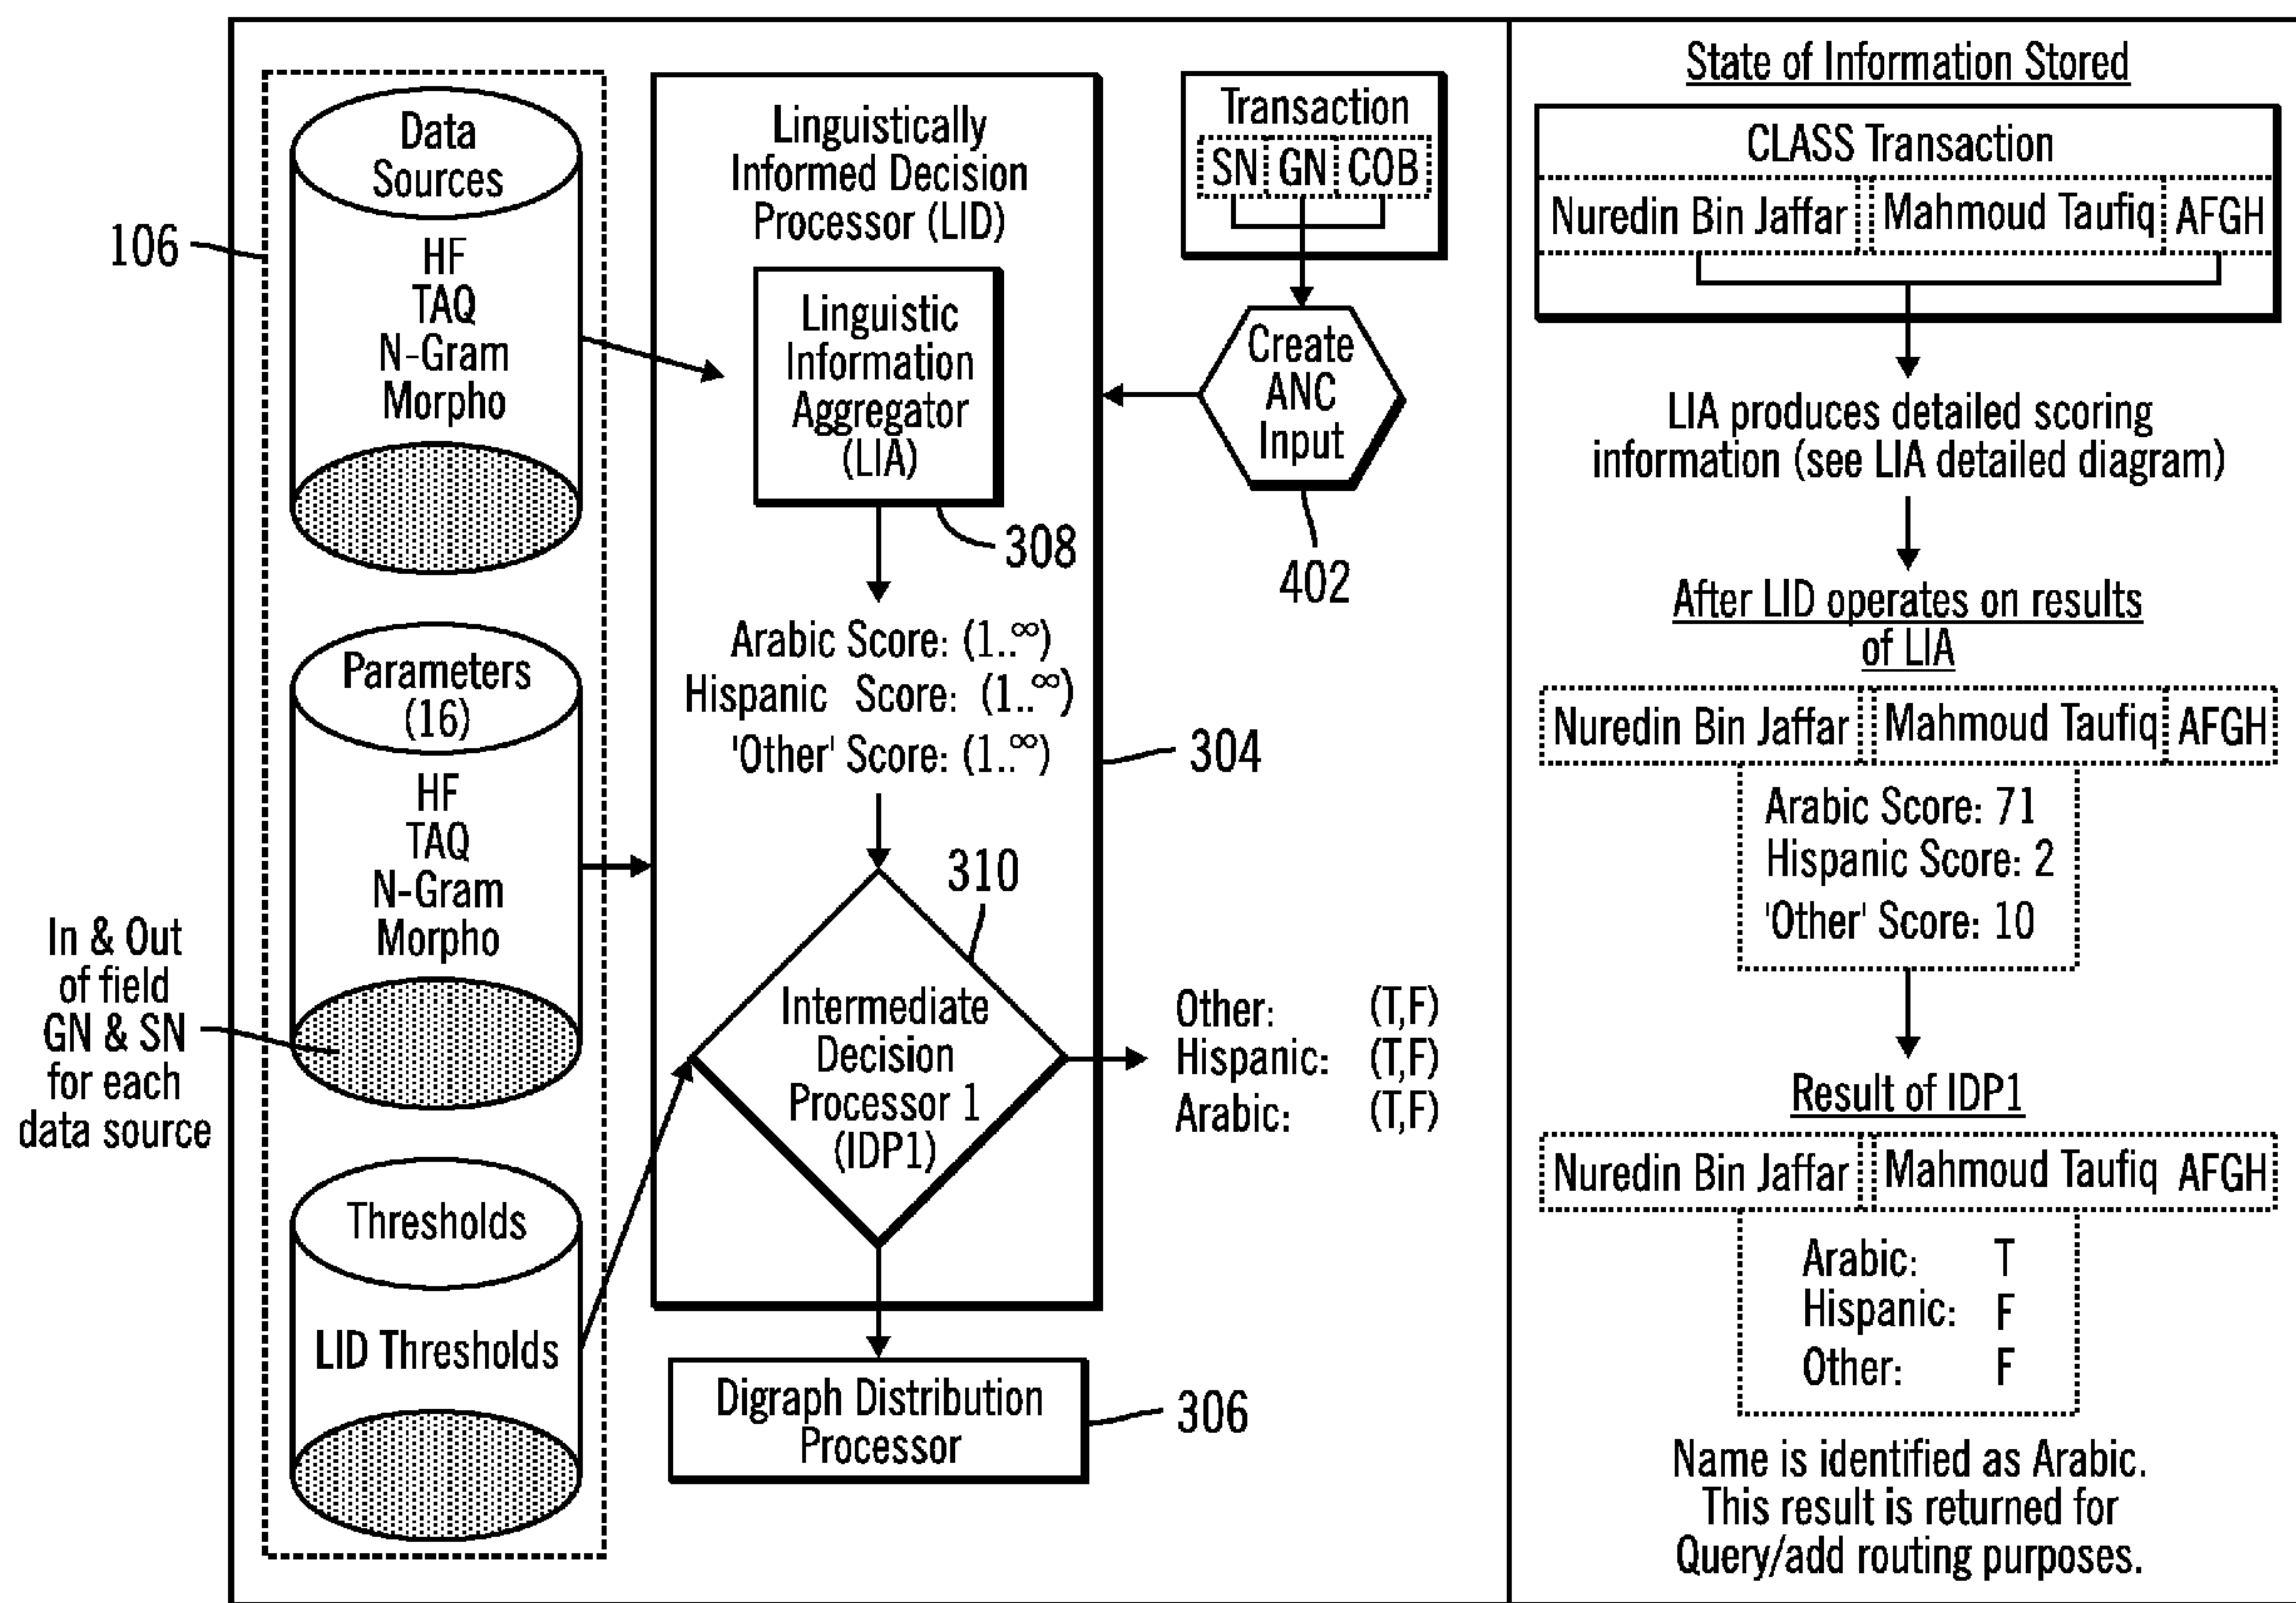 106
Data
Sources
HF
TAQ
N-Gram
Morpho
Parameters
(16)
HF
TAQ
N-Gram
Morpho
In & Out
of field
GN & SN
for each
data source
Thresholds
LID Thresholds
Linguistically
Informed Decision
Processor (LID)
Linguistic
Information
Aggregator
(LIA)
308
Arabic Score: (1..∞)
Hispanic Score: (1..∞)
'Other' Score: (1..∞)
304
310
Intermediate
Decision
Processor 1
(IDP1)
Other: (T,F)
Hispanic: (T,F)
Arabic: (T,F)
Digraph Distribution
Processor
306
Transaction
SN GN COB
Create
ANC
Input
402
State of Information Stored
CLASS Transaction
Nuredin Bin Jaffar Mahmoud Taufiq AFGH
LIA produces detailed scoring
information (see LIA detailed diagram)
After LID operates on results
of LIA
Nuredin Bin Jaffar Mahmoud Taufiq AFGH
Arabic Score: 71
Hispanic Score: 2
'Other' Score: 10
Result of IDP1
Nuredin Bin Jaffar Mahmoud Taufiq AFGH
Arabic: T
Hispanic: F
Other: F
Name is identified as Arabic.
This result is returned for
Query/add routing purposes.